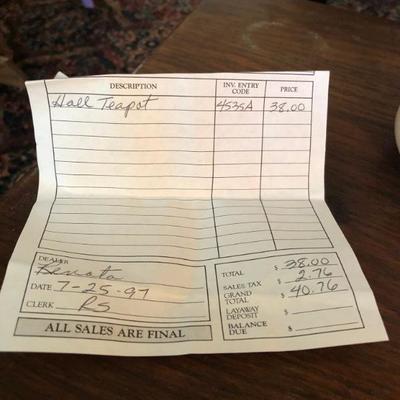 DESCRIPTION INV. ENTRY CODE PRICE
Hall Teapot 4535A 38.00
DEALER
Renata
DATE 7-25-97
CLERK RS
ALL SALES ARE FINAL
TOTAL $ 38.00
SALES TAX $ 2.76
GRAND TOTAL $ 40.76
LAYAWAY DEPOSIT $
BALANCE DUE $